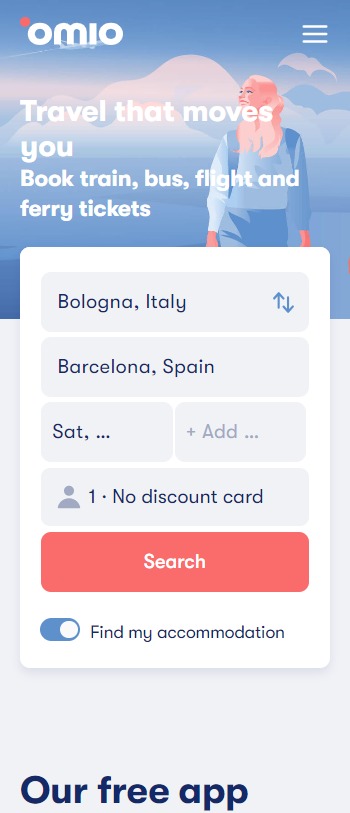 omio
Travel that moves
you
Book train, bus, flight and
ferry tickets
Bologna, Italy
Barcelona, Spain
Sat, ...
+ Add ...
1 · No discount card
Search
Find my accommodation
Our free app